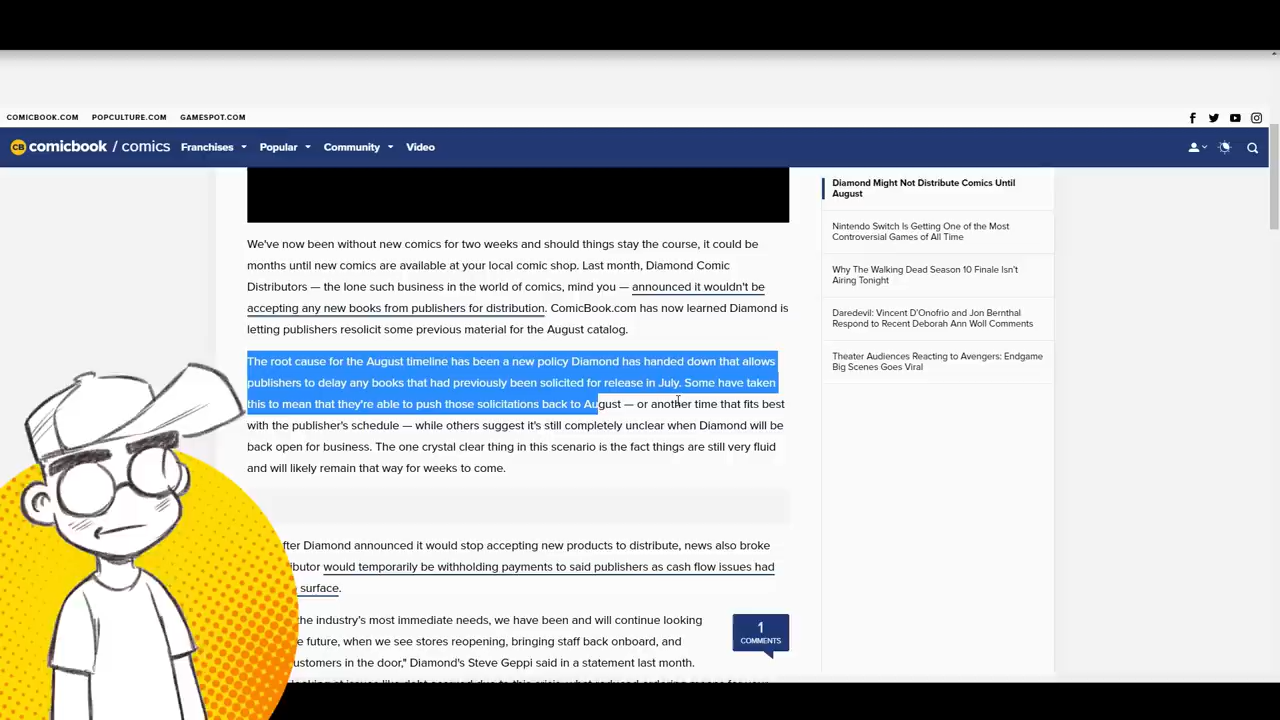 COMICBOOK.COM POPCULTURE.COM GAMESPOT.COM
CB comicbook / comics Franchises Popular Community Video
We've now been without new comics for two weeks and should things stay the course, it could be
months until new comics are available at your local comic shop. Last month, Diamond Comic
Distributors — the lone such business in the world of comics, mind you — announced it wouldn't be
accepting any new books from publishers for distribution. ComicBook.com has now learned Diamond is
letting publishers resolicit some previous material for the August catalog.
The root cause for the August timeline has been a new policy Diamond has handed down that allows
publishers to delay any books that had previously been solicited for release in July. Some have taken
this to mean that they're able to push those solicitations back to August — or another time that fits best
with the publisher's schedule — while others suggest it's still completely unclear when Diamond will be
back open for business. The one crystal clear thing in this scenario is the fact things are still very fluid
and will likely remain that way for weeks to come.
fter Diamond announced it would stop accepting new products to distribute, news also broke
ibutor would temporarily be withholding payments to said publishers as cash flow issues had
surface.
the industry's most immediate needs, we have been and will continue looking
e future, when we see stores reopening, bringing staff back onboard, and
ustomers in the door," Diamond's Steve Geppi said in a statement last month.
1
COMMENTS
Diamond Might Not Distribute Comics Until
August
Nintendo Switch Is Getting One of the Most
Controversial Games of All Time
Why The Walking Dead Season 10 Finale Isn't
Airing Tonight
Daredevil: Vincent D'Onofrio and Jon Bernthal
Respond to Recent Deborah Ann Woll Comments
Theater Audiences Reacting to Avengers: Endgame
Big Scenes Goes Viral